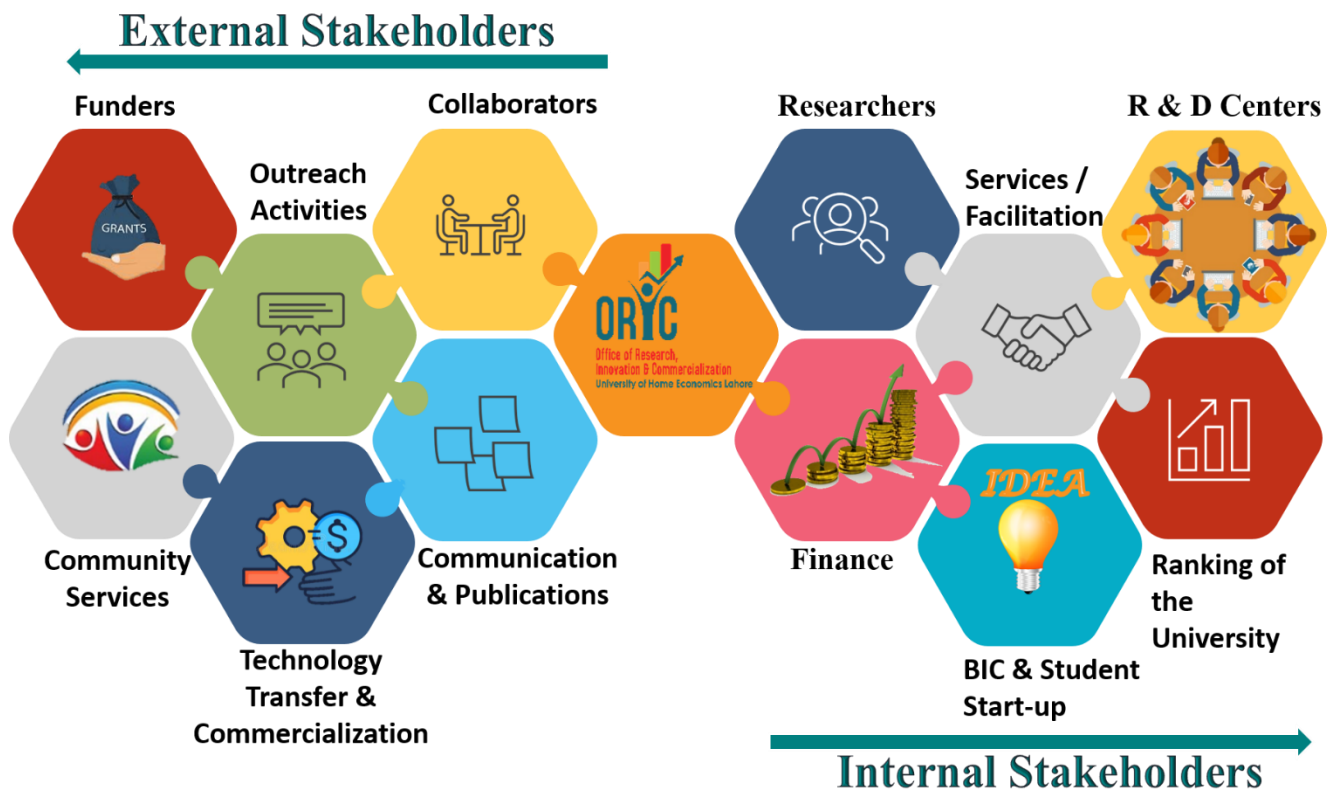 External Stakeholders
Funders
Collaborators
Researchers
R & D Centers
Outreach
Activities
Services /
Facilitation
GRANTS
ORIC
Office of Research,
Innovation & Commercialization
University of Home Economics Lahore
$
IDEA
Community
Services
Communication
& Publications
Finance
Ranking of
the
University
Technology
Transfer &
Commercialization
BIC & Student
Start-up
Internal Stakeholders